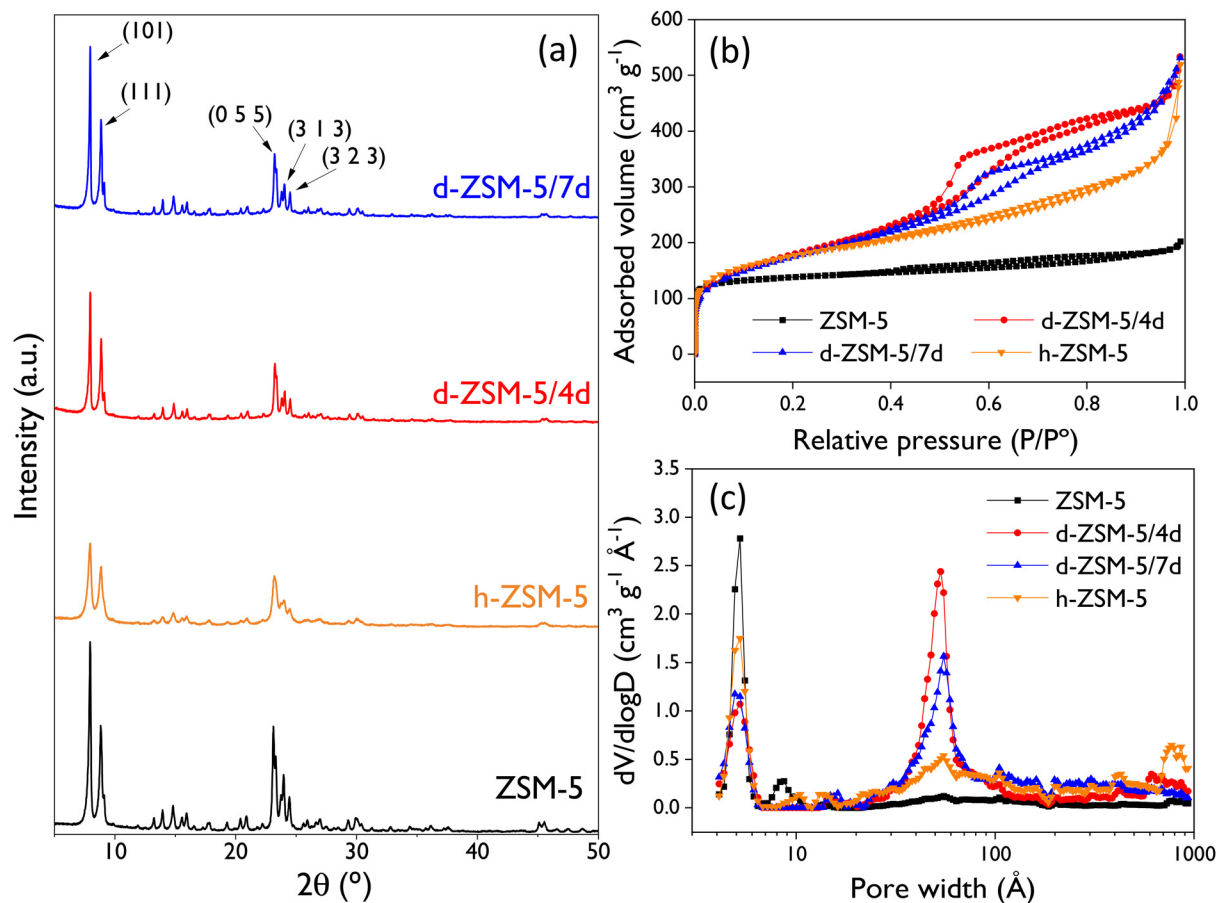 (a)
(101)
(111)
(0 5 5)
(3 1 3)
(3 2 3)
d-ZSM-5/7d
d-ZSM-5/4d
h-ZSM-5
ZSM-5
Intensity (a.u.)
10 20 30 40 50
2θ (º)
(b)
Adsorbed volume (cm³ g⁻¹)
600
500
400
300
200
100
0
ZSM-5
d-ZSM-5/4d
d-ZSM-5/7d
h-ZSM-5
0.0 0.2 0.4 0.6 0.8 1.0
Relative pressure (P/Pº)
(c)
dV/dlogD (cm³ g⁻¹ Å⁻¹)
3.5
3.0
2.5
2.0
1.5
1.0
0.5
0.0
ZSM-5
d-ZSM-5/4d
d-ZSM-5/7d
h-ZSM-5
10 100 1000
Pore width (Å)